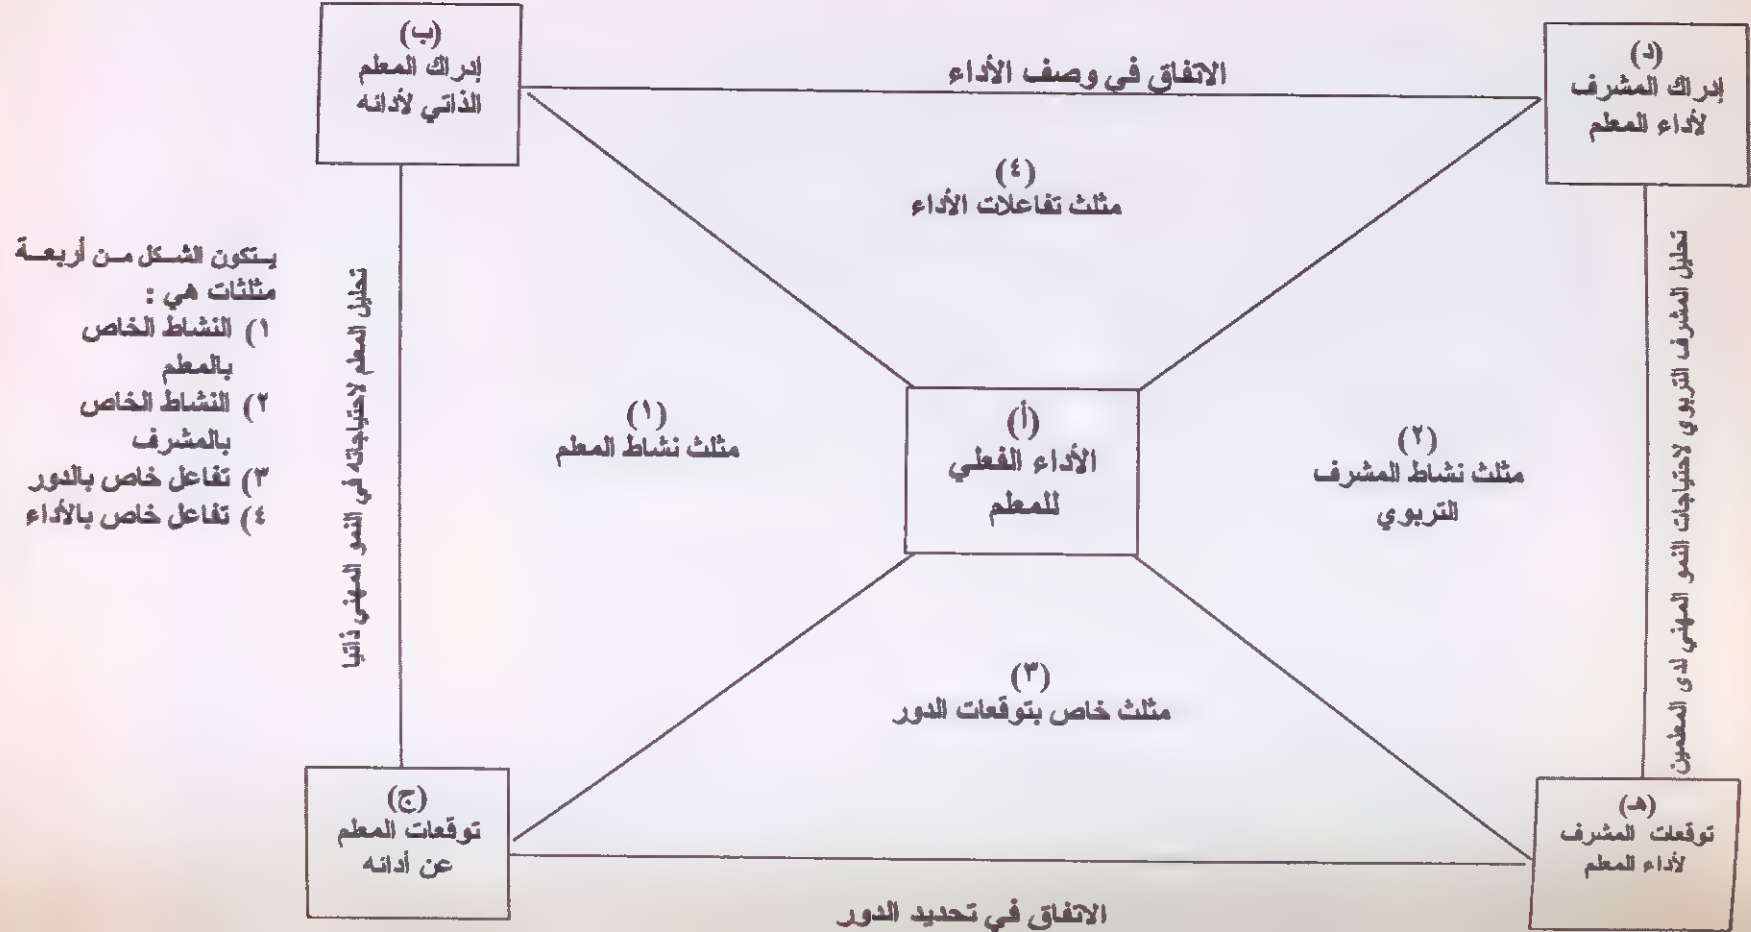 (ب)
إدراك المعلم
الذاتي لأدائه
الاتفاق في وصف الأداء
(د)
إدراك المشرف
لأداء المعلم
(٤)
مثلث تفاعلات الأداء
يتكون الشكل من أربعة
مثلثات هي :
١) النشاط الخاص
بالمعلم
٢) النشاط الخاص
بالمشرف
٣) تفاعل خاص بالدور
٤) تفاعل خاص بالأداء
تحليل المعلم لاحتياجاته في النمو المهني ذاتيا
(١)
مثلث نشاط المعلم
(أ)
الأداء الفعلي
للمعلم
(٢)
مثلث نشاط المشرف
التربوي
تحليل المشرف التربوي لاحتياجات النمو المهني لدى المعلمين
(٣)
مثلث خاص بتوقعات الدور
(ج)
توقعات المعلم
عن أدائه
(هـ)
توقعات المشرف
لأداء المعلم
الاتفاق في تحديد الدور